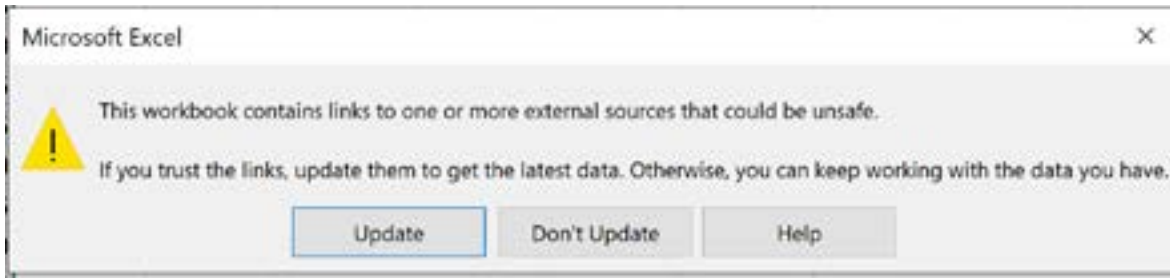 Microsoft Excel
This workbook contains links to one or more external sources that could be unsafe.
If you trust the links, update them to get the latest data. Otherwise, you can keep working with the data you have.
Update Don't Update Help